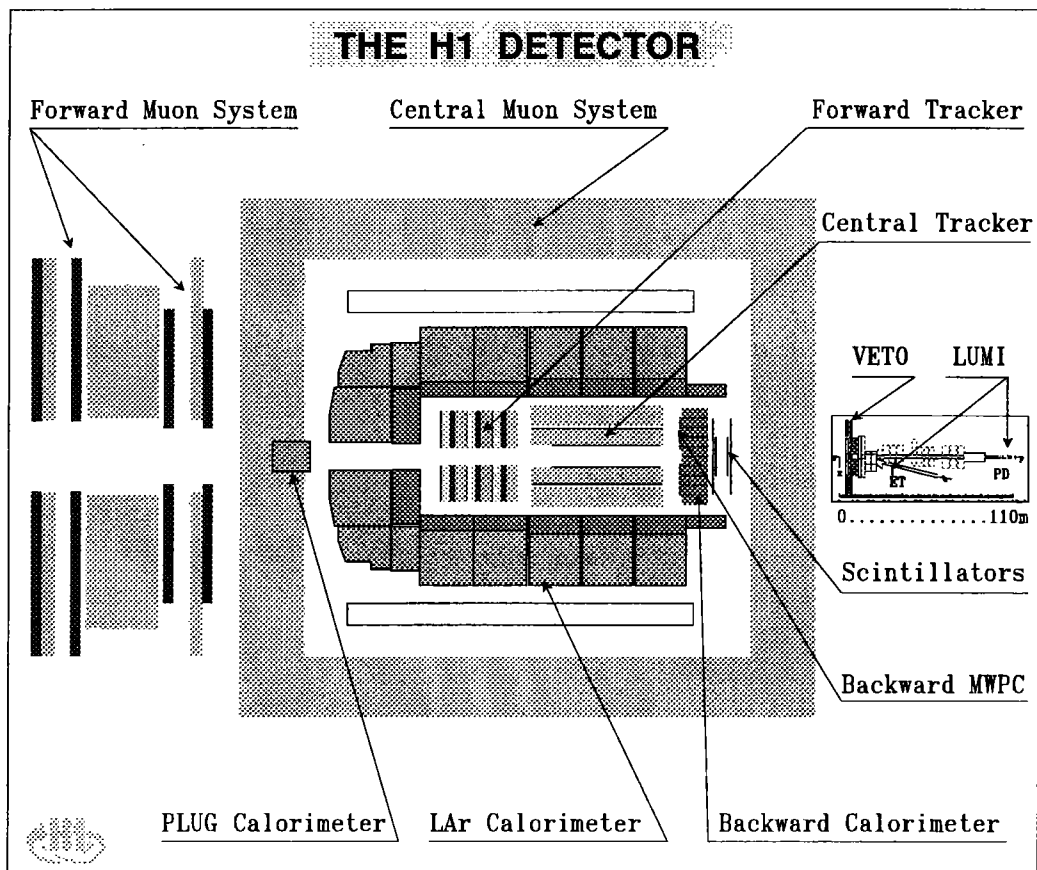 THE H1 DETECTOR
Forward Muon System
Central Muon System
Forward Tracker
Central Tracker
VETO
LUMI
ET
PD
0..............110m
Scintillators
Backward MWPC
PLUG Calorimeter
LAr Calorimeter
Backward Calorimeter
H1